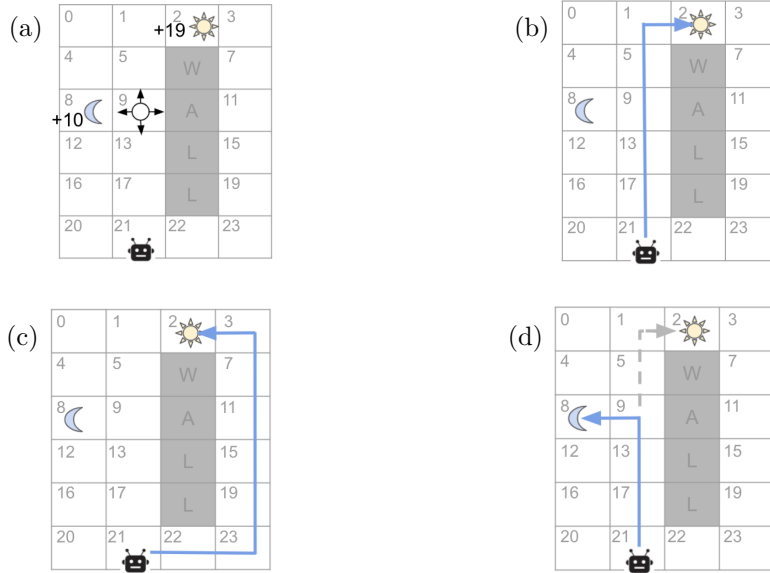 (a)
0 1 2 3
+19
4 5 W 7
8 9 A 11
+10
12 13 L 15
16 17 L 19
20 21 22 23
(b)
0 1 2 3
4 5 W 7
8 9 A 11
12 13 L 15
16 17 L 19
20 21 22 23
(c)
0 1 2 3
4 5 W 7
8 9 A 11
12 13 L 15
16 17 L 19
20 21 22 23
(d)
0 1 2 3
4 5 W 7
8 9 A 11
12 13 L 15
16 17 L 19
20 21 22 23